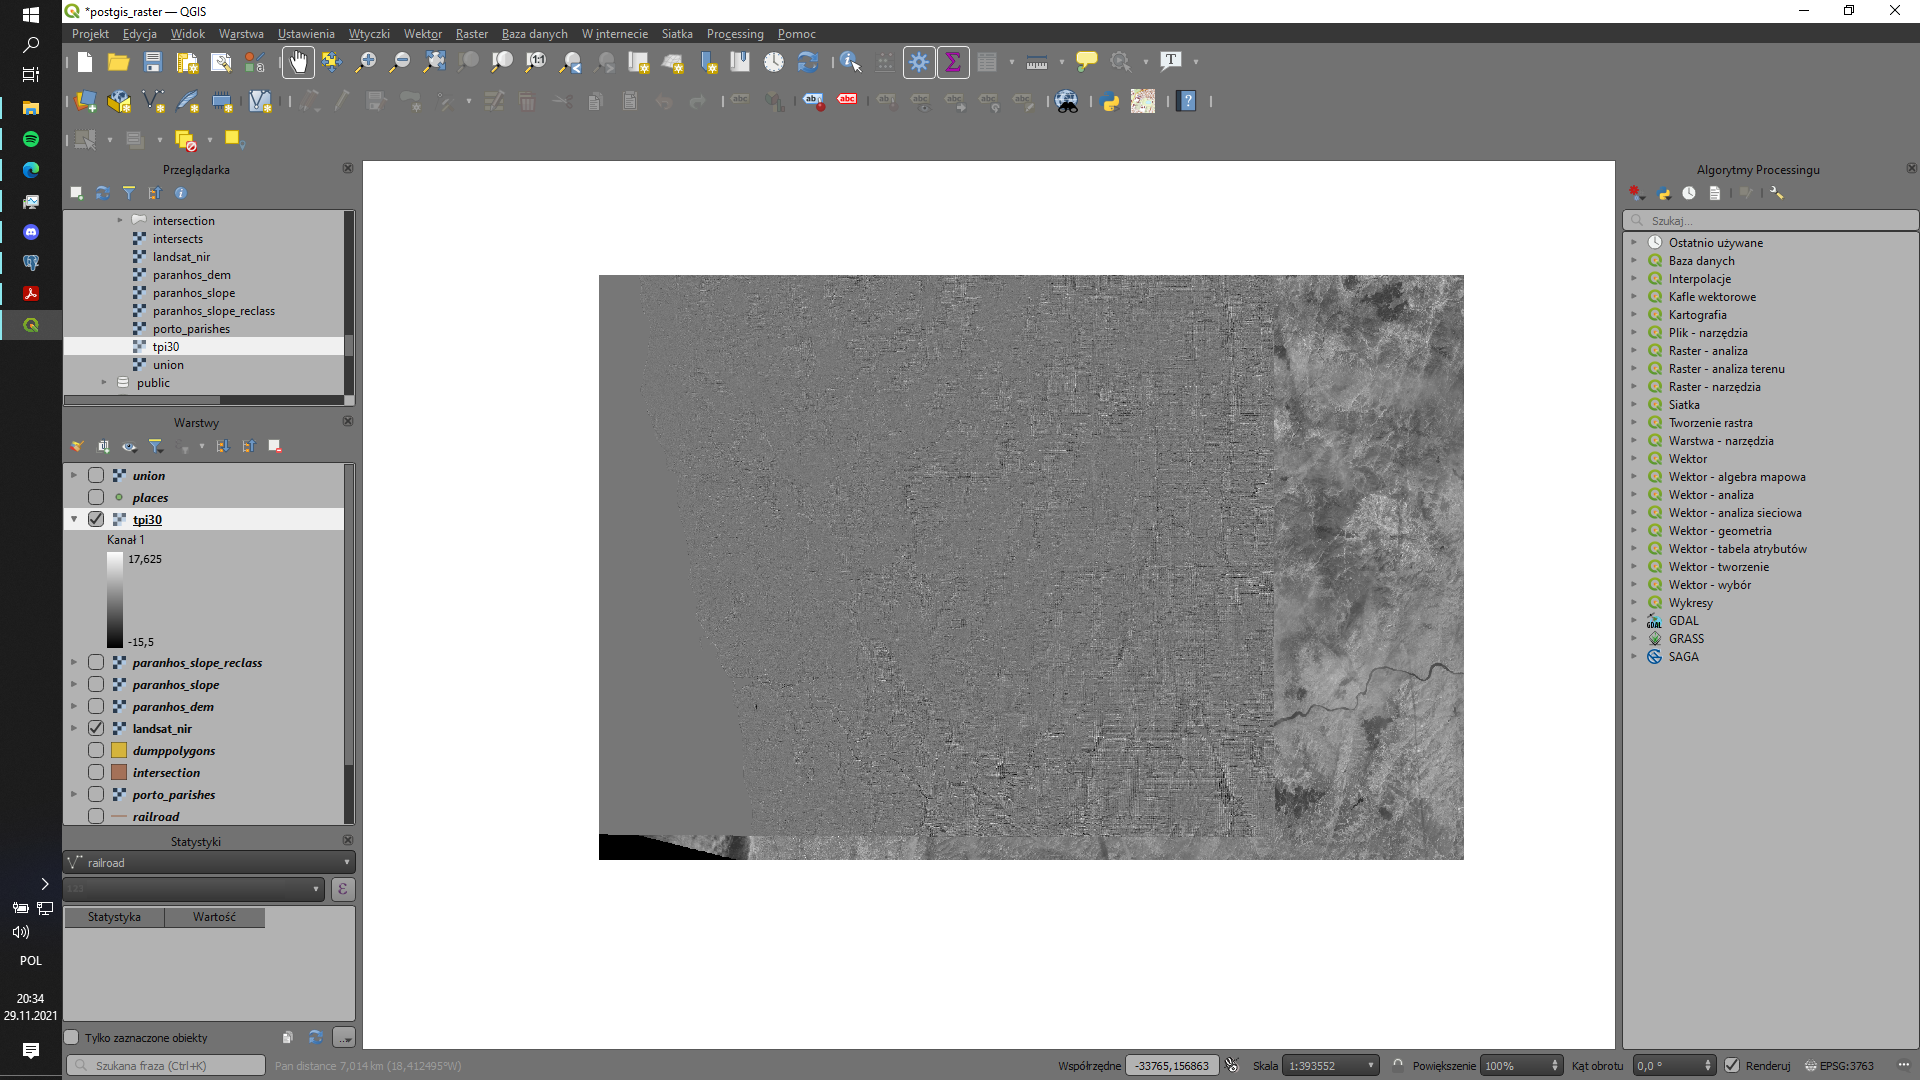 *postgis_raster — QGIS
Projekt Edycja Widok Warstwa Ustawienia Wtyczki Wektor Raster Baza danych W internecie Siatka Processing Pomoc
Przeglądarka
intersection
intersects
landsat_nir
paranhos_dem
paranhos_slope
paranhos_slope_reclass
porto_parishes
tpi30
union
public
Warstwy
union
places
tpi30
Kanał 1
17,625
-15,5
paranhos_slope_reclass
paranhos_slope
paranhos_dem
landsat_nir
dumppolygons
intersection
porto_parishes
railroad
Statystyki
railroad
123
Statystyka Wartość
Tylko zaznaczone obiekty
Szukana fraza (Ctrl+K)
Pan distance 7,014 km (18,412495°W)
Współrzędne -33765,156863 Skala 1:393552 Powiększenie 100% Kąt obrotu 0,0 ° Renderuj EPSG:3763
Algorytmy Processingu
Szukaj...
Ostatnio używane
Baza danych
Interpolacje
Kafle wektorowe
Kartografia
Plik - narzędzia
Raster - analiza
Raster - analiza terenu
Raster - narzędzia
Siatka
Tworzenie rastra
Warstwa - narzędzia
Wektor
Wektor - algebra mapowa
Wektor - analiza
Wektor - analiza sieciowa
Wektor - geometria
Wektor - tabela atrybutów
Wektor - tworzenie
Wektor - wybór
Wykresy
GDAL
GRASS
SAGA
POL
20:34
29.11.2021